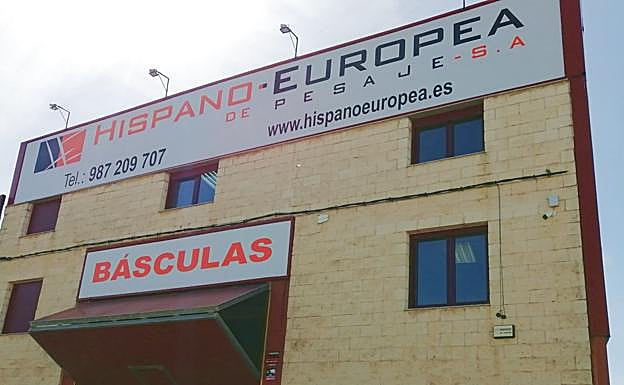 HISPANO-EUROPEA
DE PESAJE-S.A
www.hispanoeuropea.es
Tel.: 987 209 707
BÁSCULAS